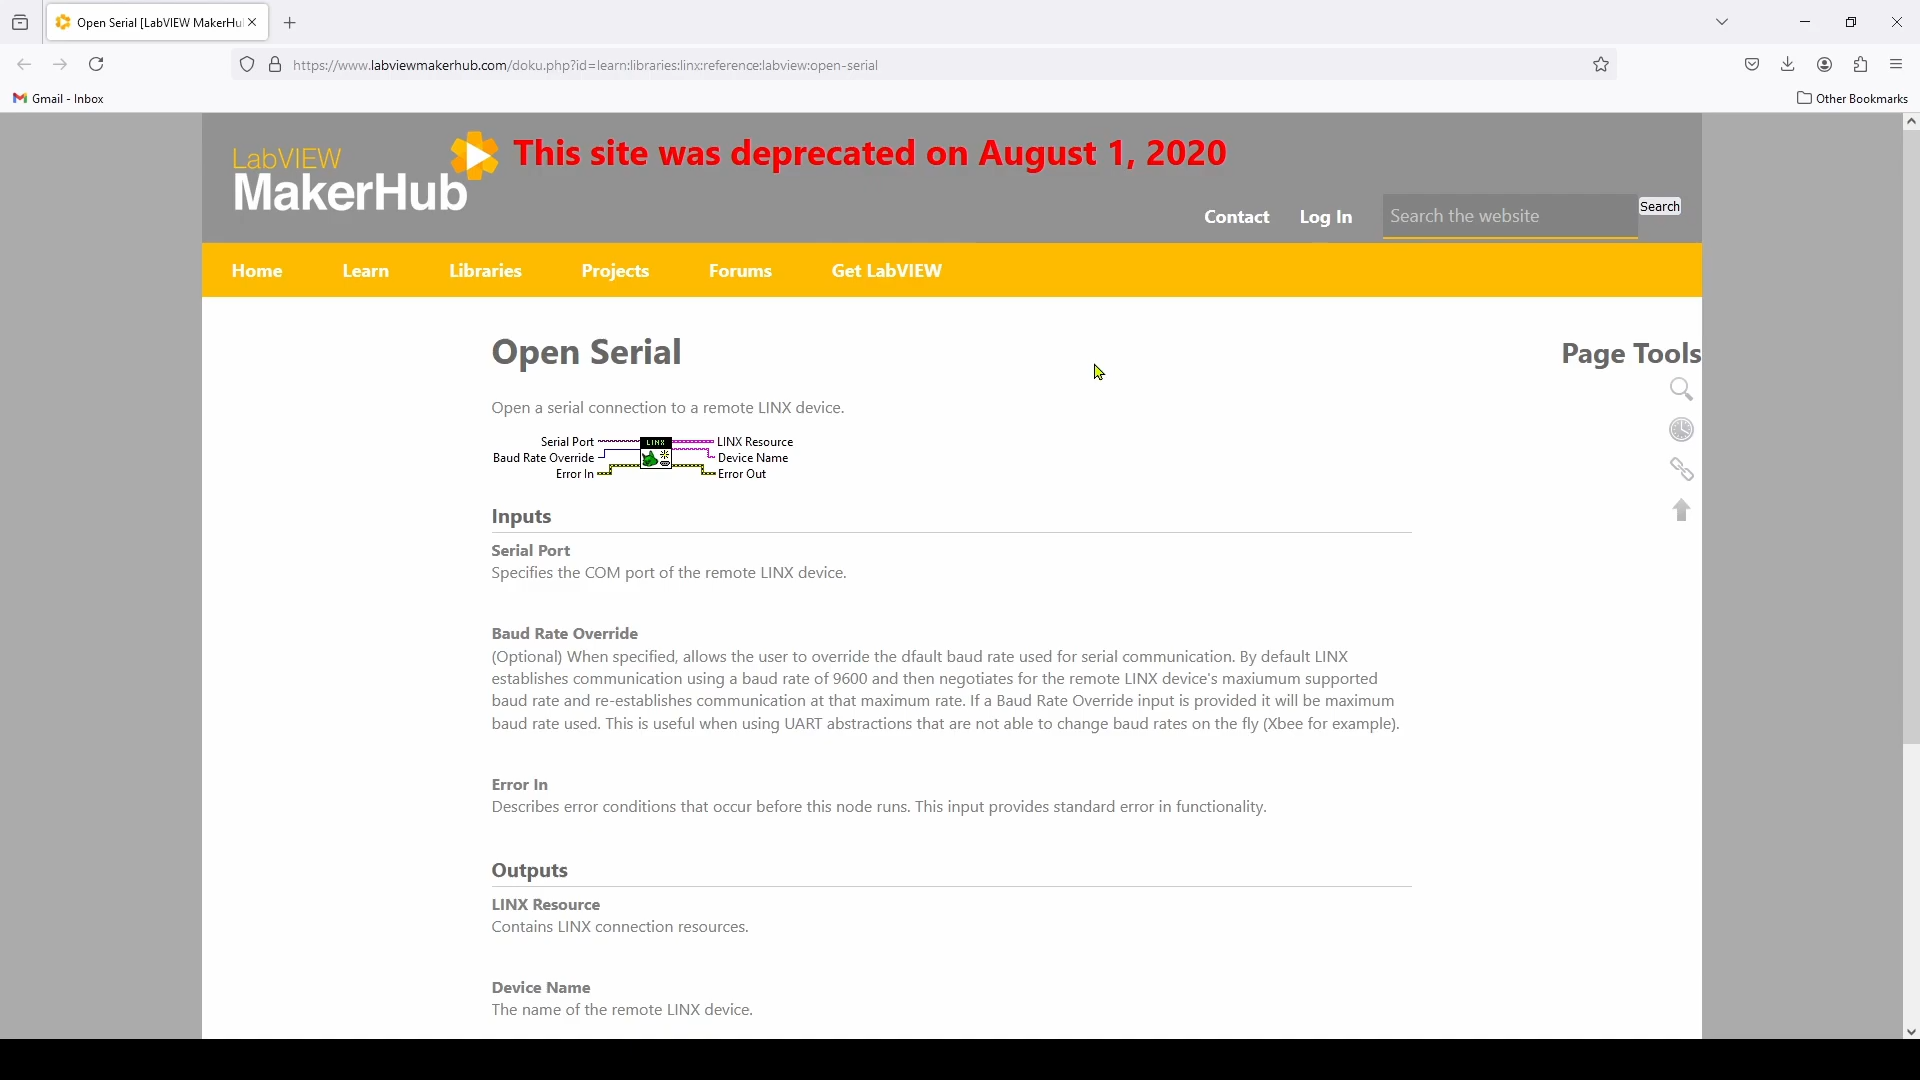 Open Serial [LabVIEW MakerHu
https://www.labviewmakerhub.com/doku.php?id=learn:libraries:linx:reference:labview:open-serial
Gmail - Inbox
Other Bookmarks
LabVIEW
MakerHub
This site was deprecated on August 1, 2020
Contact
Log In
Search the website
Search
Home
Learn
Libraries
Projects
Forums
Get LabVIEW
Open Serial
Page Tools
Open a serial connection to a remote LINX device.
Serial Port
LINX
LINX Resource
Baud Rate Override
Device Name
Error In
Error Out
Inputs
Serial Port
Specifies the COM port of the remote LINX device.
Baud Rate Override
(Optional) When specified, allows the user to override the dfault baud rate used for serial communication. By default LINX
establishes communication using a baud rate of 9600 and then negotiates for the remote LINX device's maxiumum supported
baud rate and re-establishes communication at that maximum rate. If a Baud Rate Override input is provided it will be maximum
baud rate used. This is useful when using UART abstractions that are not able to change baud rates on the fly (Xbee for example).
Error In
Describes error conditions that occur before this node runs. This input provides standard error in functionality.
Outputs
LINX Resource
Contains LINX connection resources.
Device Name
The name of the remote LINX device.